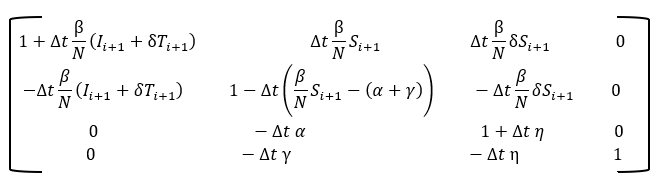 1 + Δt β/N (I_{i+1} + δT_{i+1}) Δt β/N S_{i+1} Δt β/N δS_{i+1} 0
−Δt β/N (I_{i+1} + δT_{i+1}) 1 − Δt (β/N S_{i+1} − (α + γ)) − Δt β/N δS_{i+1} 0
0 − Δt α 1 + Δt η 0
0 − Δt γ − Δt η 1